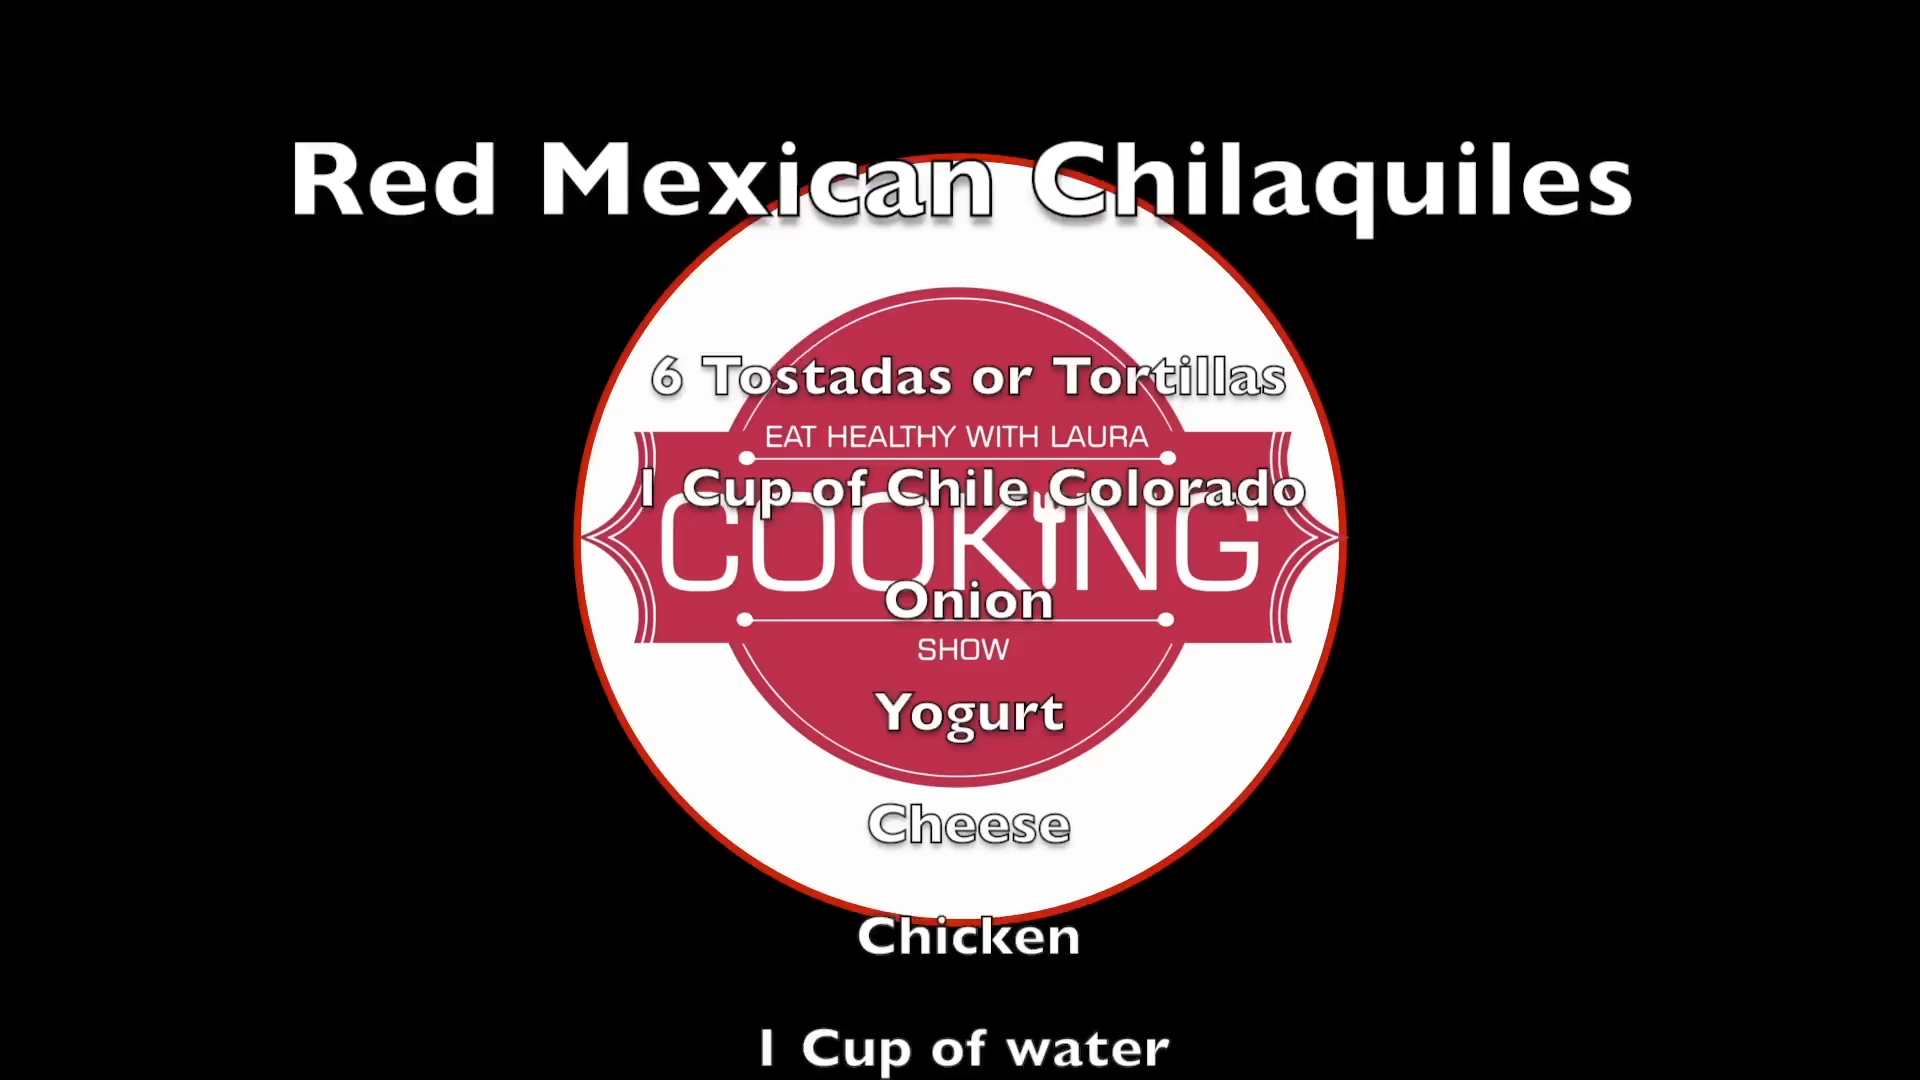 Red Mexican Chilaquiles
6 Tostadas or Tortillas
EAT HEALTHY WITH LAURA
1 Cup of Chile Colorado
COOKING
Onion
SHOW
Yogurt
Cheese
Chicken
1 Cup of water